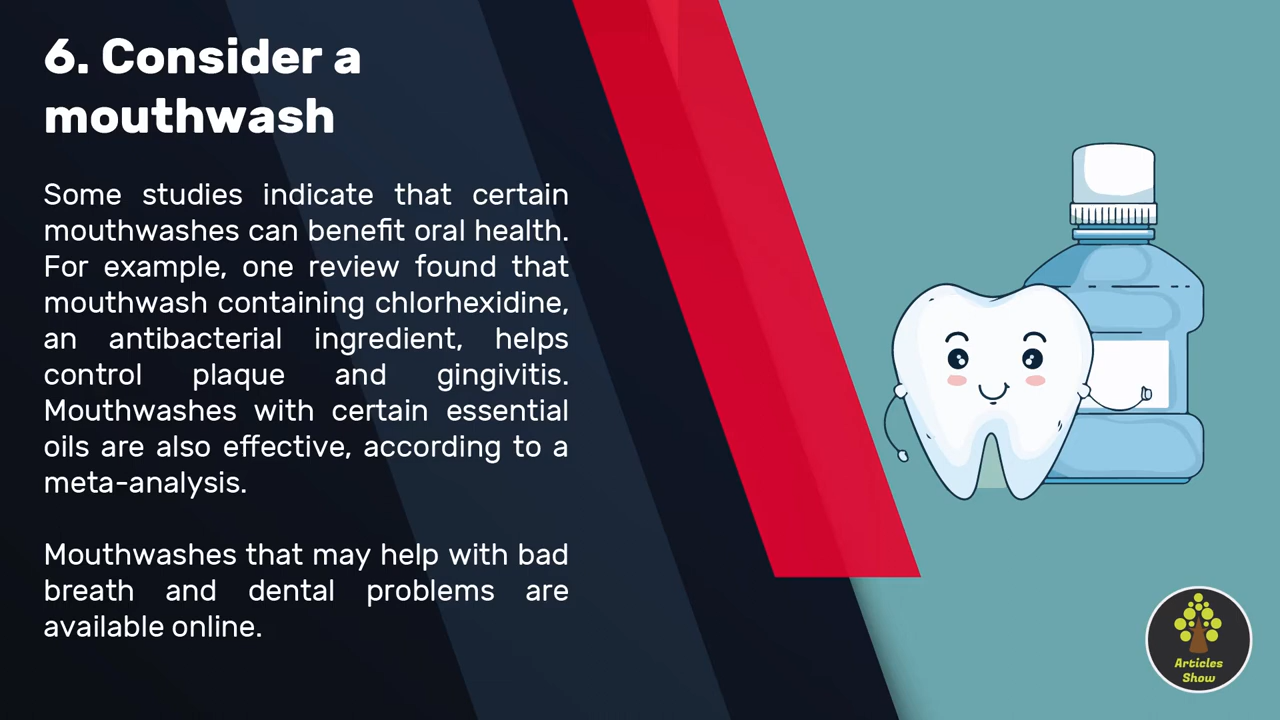 6. Consider a
mouthwash
Some studies indicate that certain
mouthwashes can benefit oral health.
For example, one review found that
mouthwash containing chlorhexidine,
an antibacterial ingredient, helps
control plaque and gingivitis.
Mouthwashes with certain essential
oils are also effective, according to a
meta-analysis.
Mouthwashes that may help with bad
breath and dental problems are
available online.
Articles
Show